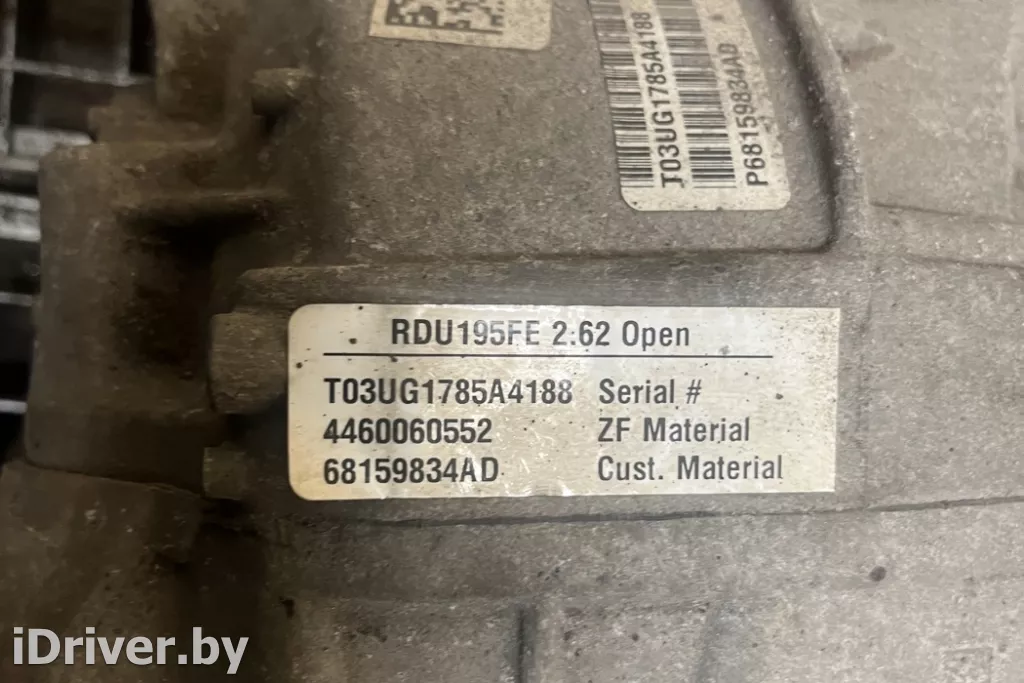 T03UG1785A4188
P68159834AD
RDU195FE 2.62 Open
T03UG1785A4188 Serial #
4460060552 ZF Material
68159834AD Cust. Material
iDriver.by